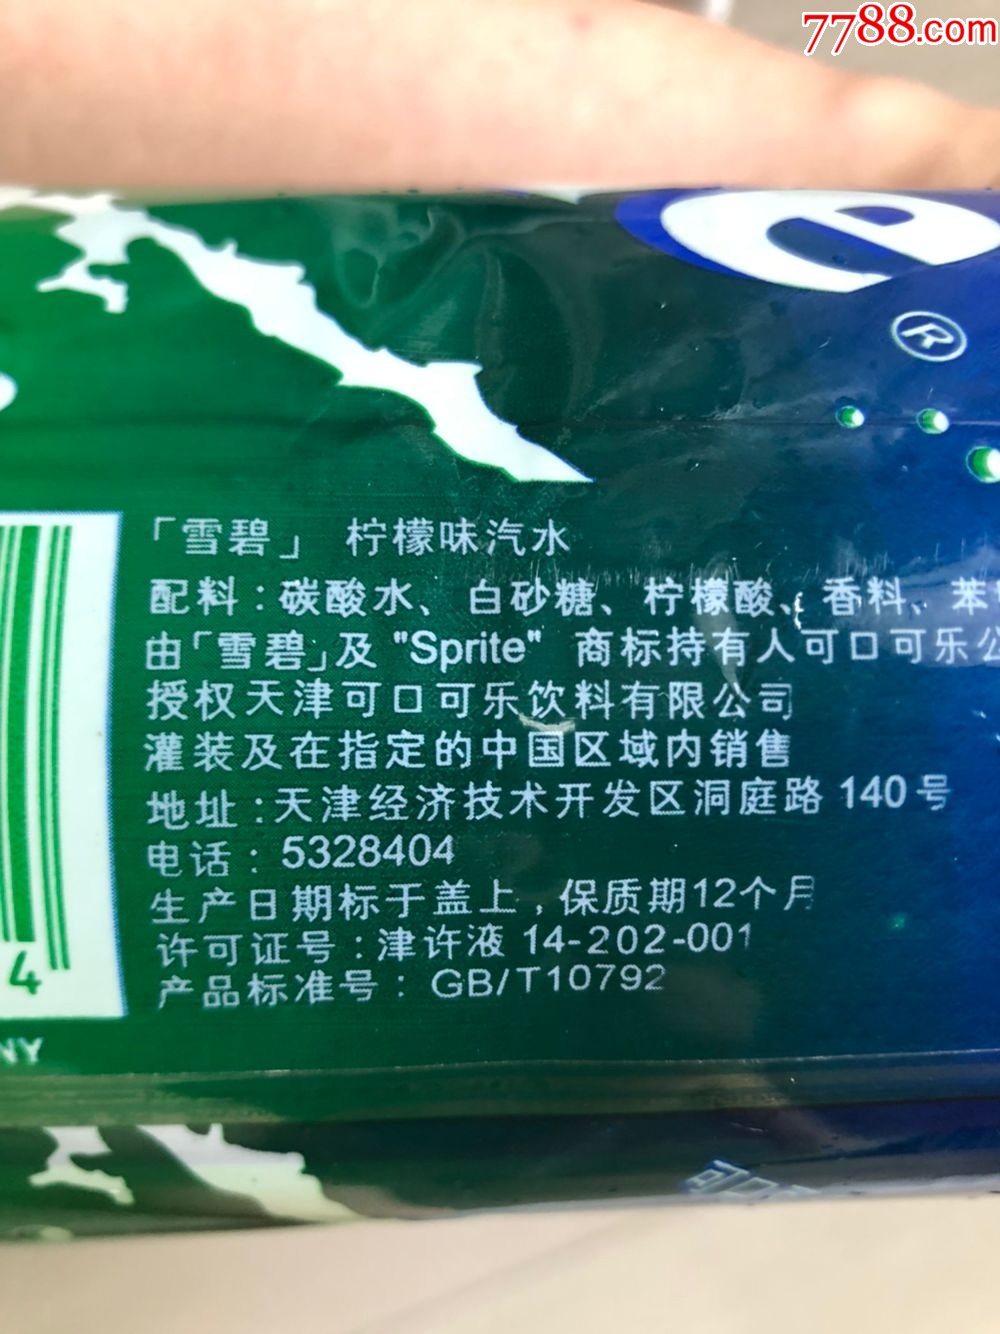 7788.com
e
®
「雪碧」 柠檬味汽水
配料:碳酸水、白砂糖、柠檬酸、香料、苯
由「雪碧」及 "Sprite" 商标持有人可口可乐公
授权天津可口可乐饮料有限公司
灌装及在指定的中国区域内销售
地址:天津经济技术开发区洞庭路 140号
电话: 5328404
生产日期标于盖上,保质期12个月
许可证号:津许液 14-202-001
产品标准号: GB/T10792
4
NY